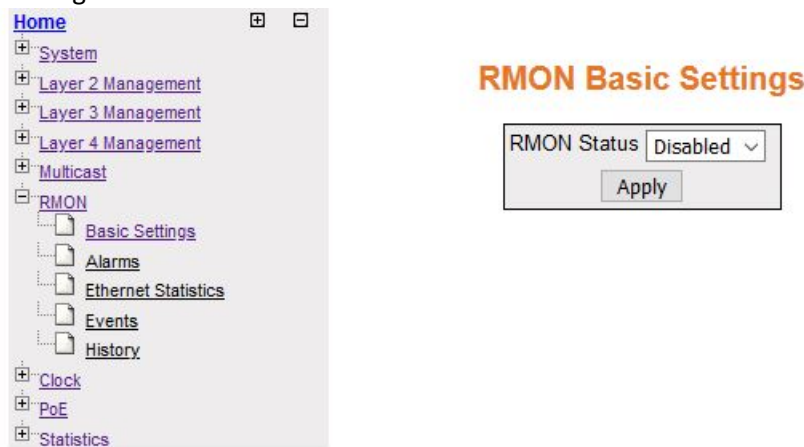 Home
System
Layer 2 Management
Layer 3 Management
Layer 4 Management
Multicast
RMON
Basic Settings
Alarms
Ethernet Statistics
Events
History
Clock
PoE
Statistics
RMON Basic Settings
RMON Status Disabled
Apply